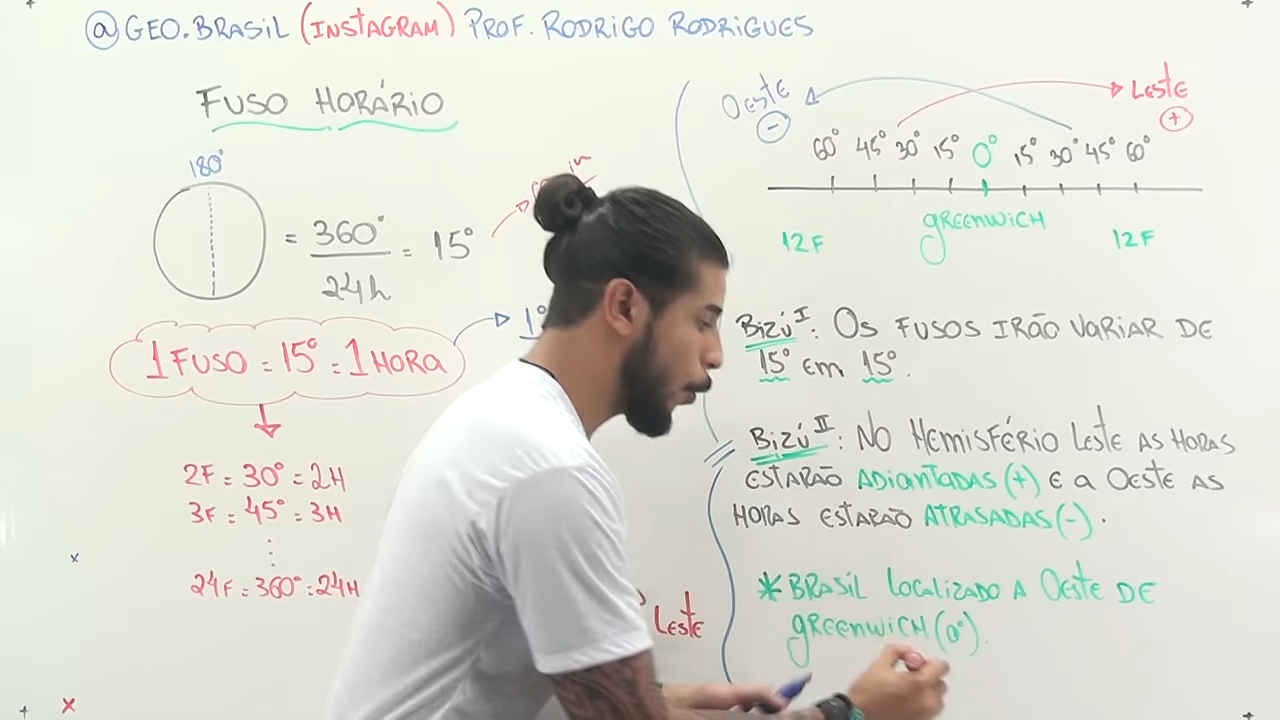 @GEO.BRASIL (INSTAGRAM) PROF. RODRIGO RODRIGUES
FUSO HORÁRIO
180°
= 360° / 24h = 15°
1 FUSO = 15° = 1 HORA
1°
2F = 30° = 2H
3F = 45° = 3H
⋮
24F = 360° = 24H
LESTE
OESTE
(-)
LESTE
(+)
60° 45° 30° 15° 0° 15° 30° 45° 60°
GREENWICH
12F 12F
BIZÚ I: OS FUSOS IRÃO VARIAR DE
15° EM 15°.
BIZÚ II: NO HEMISFÉRIO LESTE AS HORAS
ESTARÃO ADIANTADAS (+) E A OESTE AS
HORAS ESTARÃO ATRASADAS (-).
* BRASIL LOCALIZADO A OESTE DE
GREENWICH (0°).